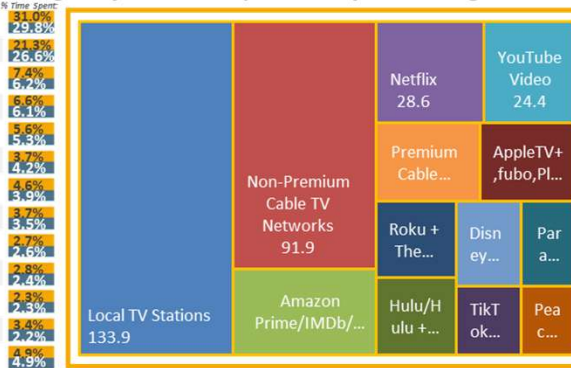 % Time Spent:
31.0%
29.8%
21.3%
26.6%
7.4%
6.2%
6.6%
6.1%
5.6%
5.3%
3.7%
4.2%
4.6%
3.9%
3.7%
3.5%
2.7%
2.6%
2.8%
2.4%
2.3%
2.3%
3.4%
2.2%
4.9%
4.9%
Local TV Stations
133.9
Non-Premium
Cable TV
Networks
91.9
Amazon
Prime/IMDb/...
Netflix
28.6
YouTube
Video
24.4
Premium
Cable...
AppleTV+
,fubo,Pl...
Roku +
The...
Disn
ey...
Par
a...
Hulu/H
ulu +...
TikT
ok...
Peac
c...